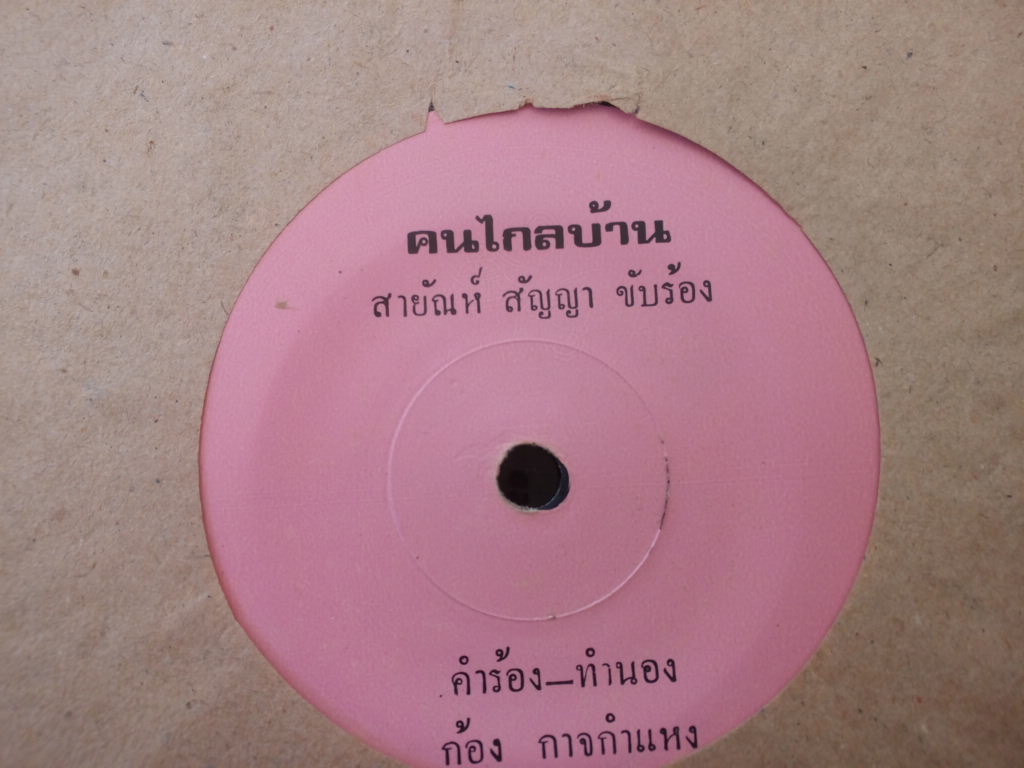 คนไกลบ้าน
สายัณห์ สัญญา ขับร้อง
คำร้อง—ทำนอง
ก้อง กาจกำแหง